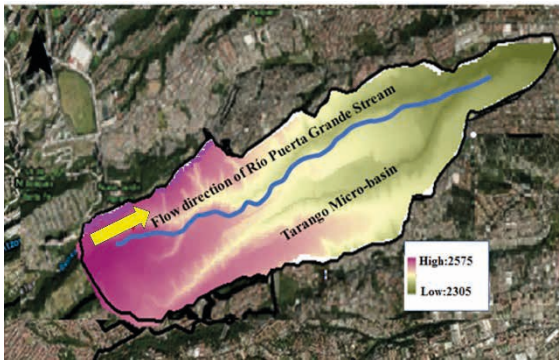 Flow direction of Río Puerta Grande Stream
Tarango Micro-basin
High:2575
Low:2305